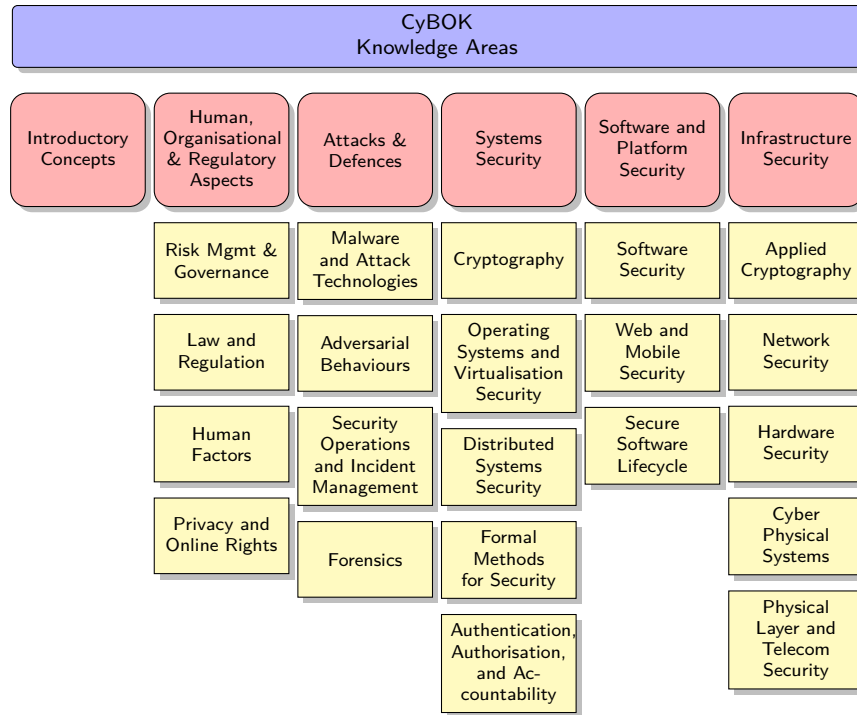 CyBOK
Knowledge Areas
Introductory
Concepts
Human,
Organisational
& Regulatory
Aspects
Attacks &
Defences
Systems
Security
Software and
Platform
Security
Infrastructure
Security
Risk Mgmt &
Governance
Law and
Regulation
Human
Factors
Privacy and
Online Rights
Malware
and Attack
Technologies
Adversarial
Behaviours
Security
Operations
and Incident
Management
Forensics
Cryptography
Operating
Systems and
Virtualisation
Security
Distributed
Systems
Security
Formal
Methods
for Security
Authentication,
Authorisation,
and Ac-
countability
Software
Security
Web and
Mobile
Security
Secure
Software
Lifecycle
Applied
Cryptography
Network
Security
Hardware
Security
Cyber
Physical
Systems
Physical
Layer and
Telecom
Security